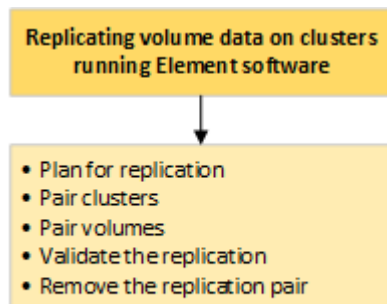 Replicating volume data on clusters
running Element software
• Plan for replication
• Pair clusters
• Pair volumes
• Validate the replication
• Remove the replication pair